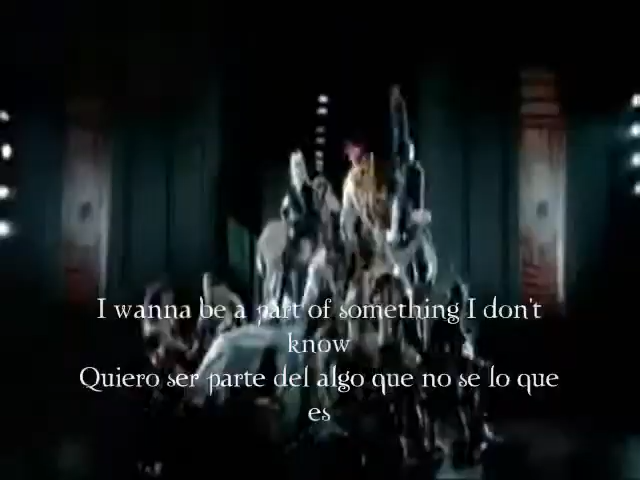 I wanna be a part of something I don't
know
Quiero ser parte del algo que no se lo que
es